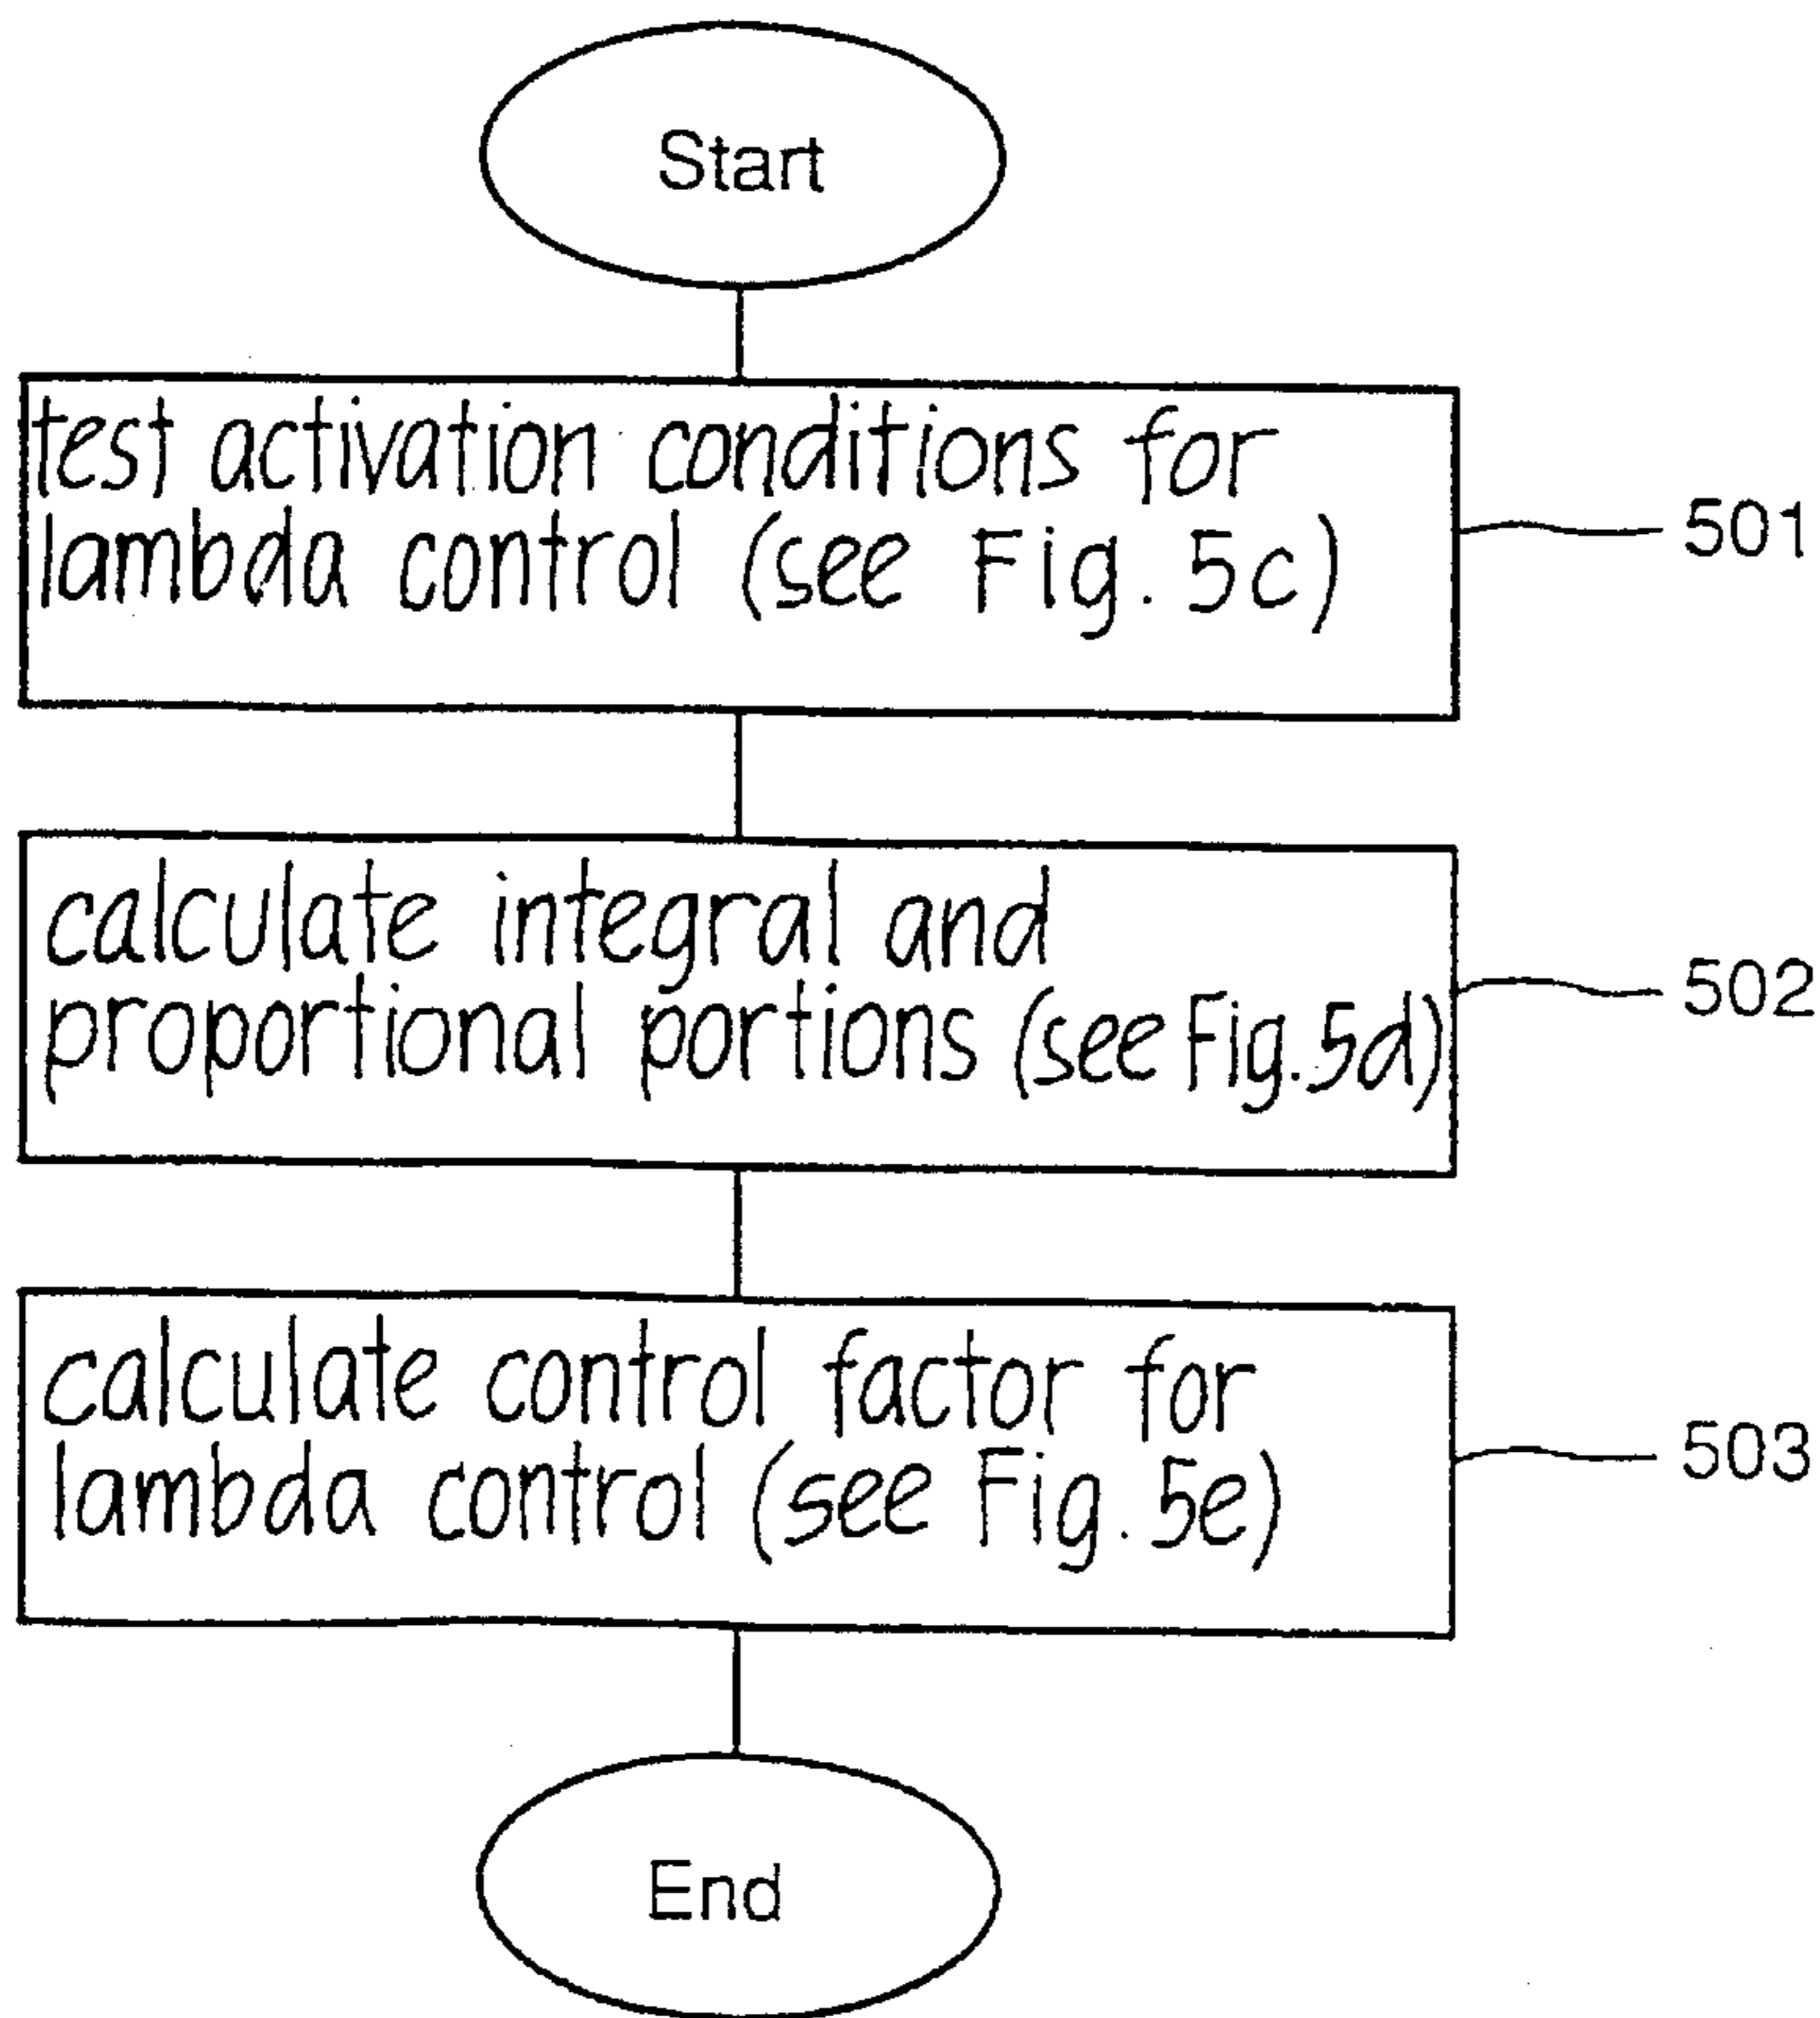 Start
test activation conditions for
lambda control (see Fig. 5c)
501
calculate integral and
proportional portions (see Fig. 5d)
502
calculate control factor for
lambda control (see Fig. 5e)
503
End